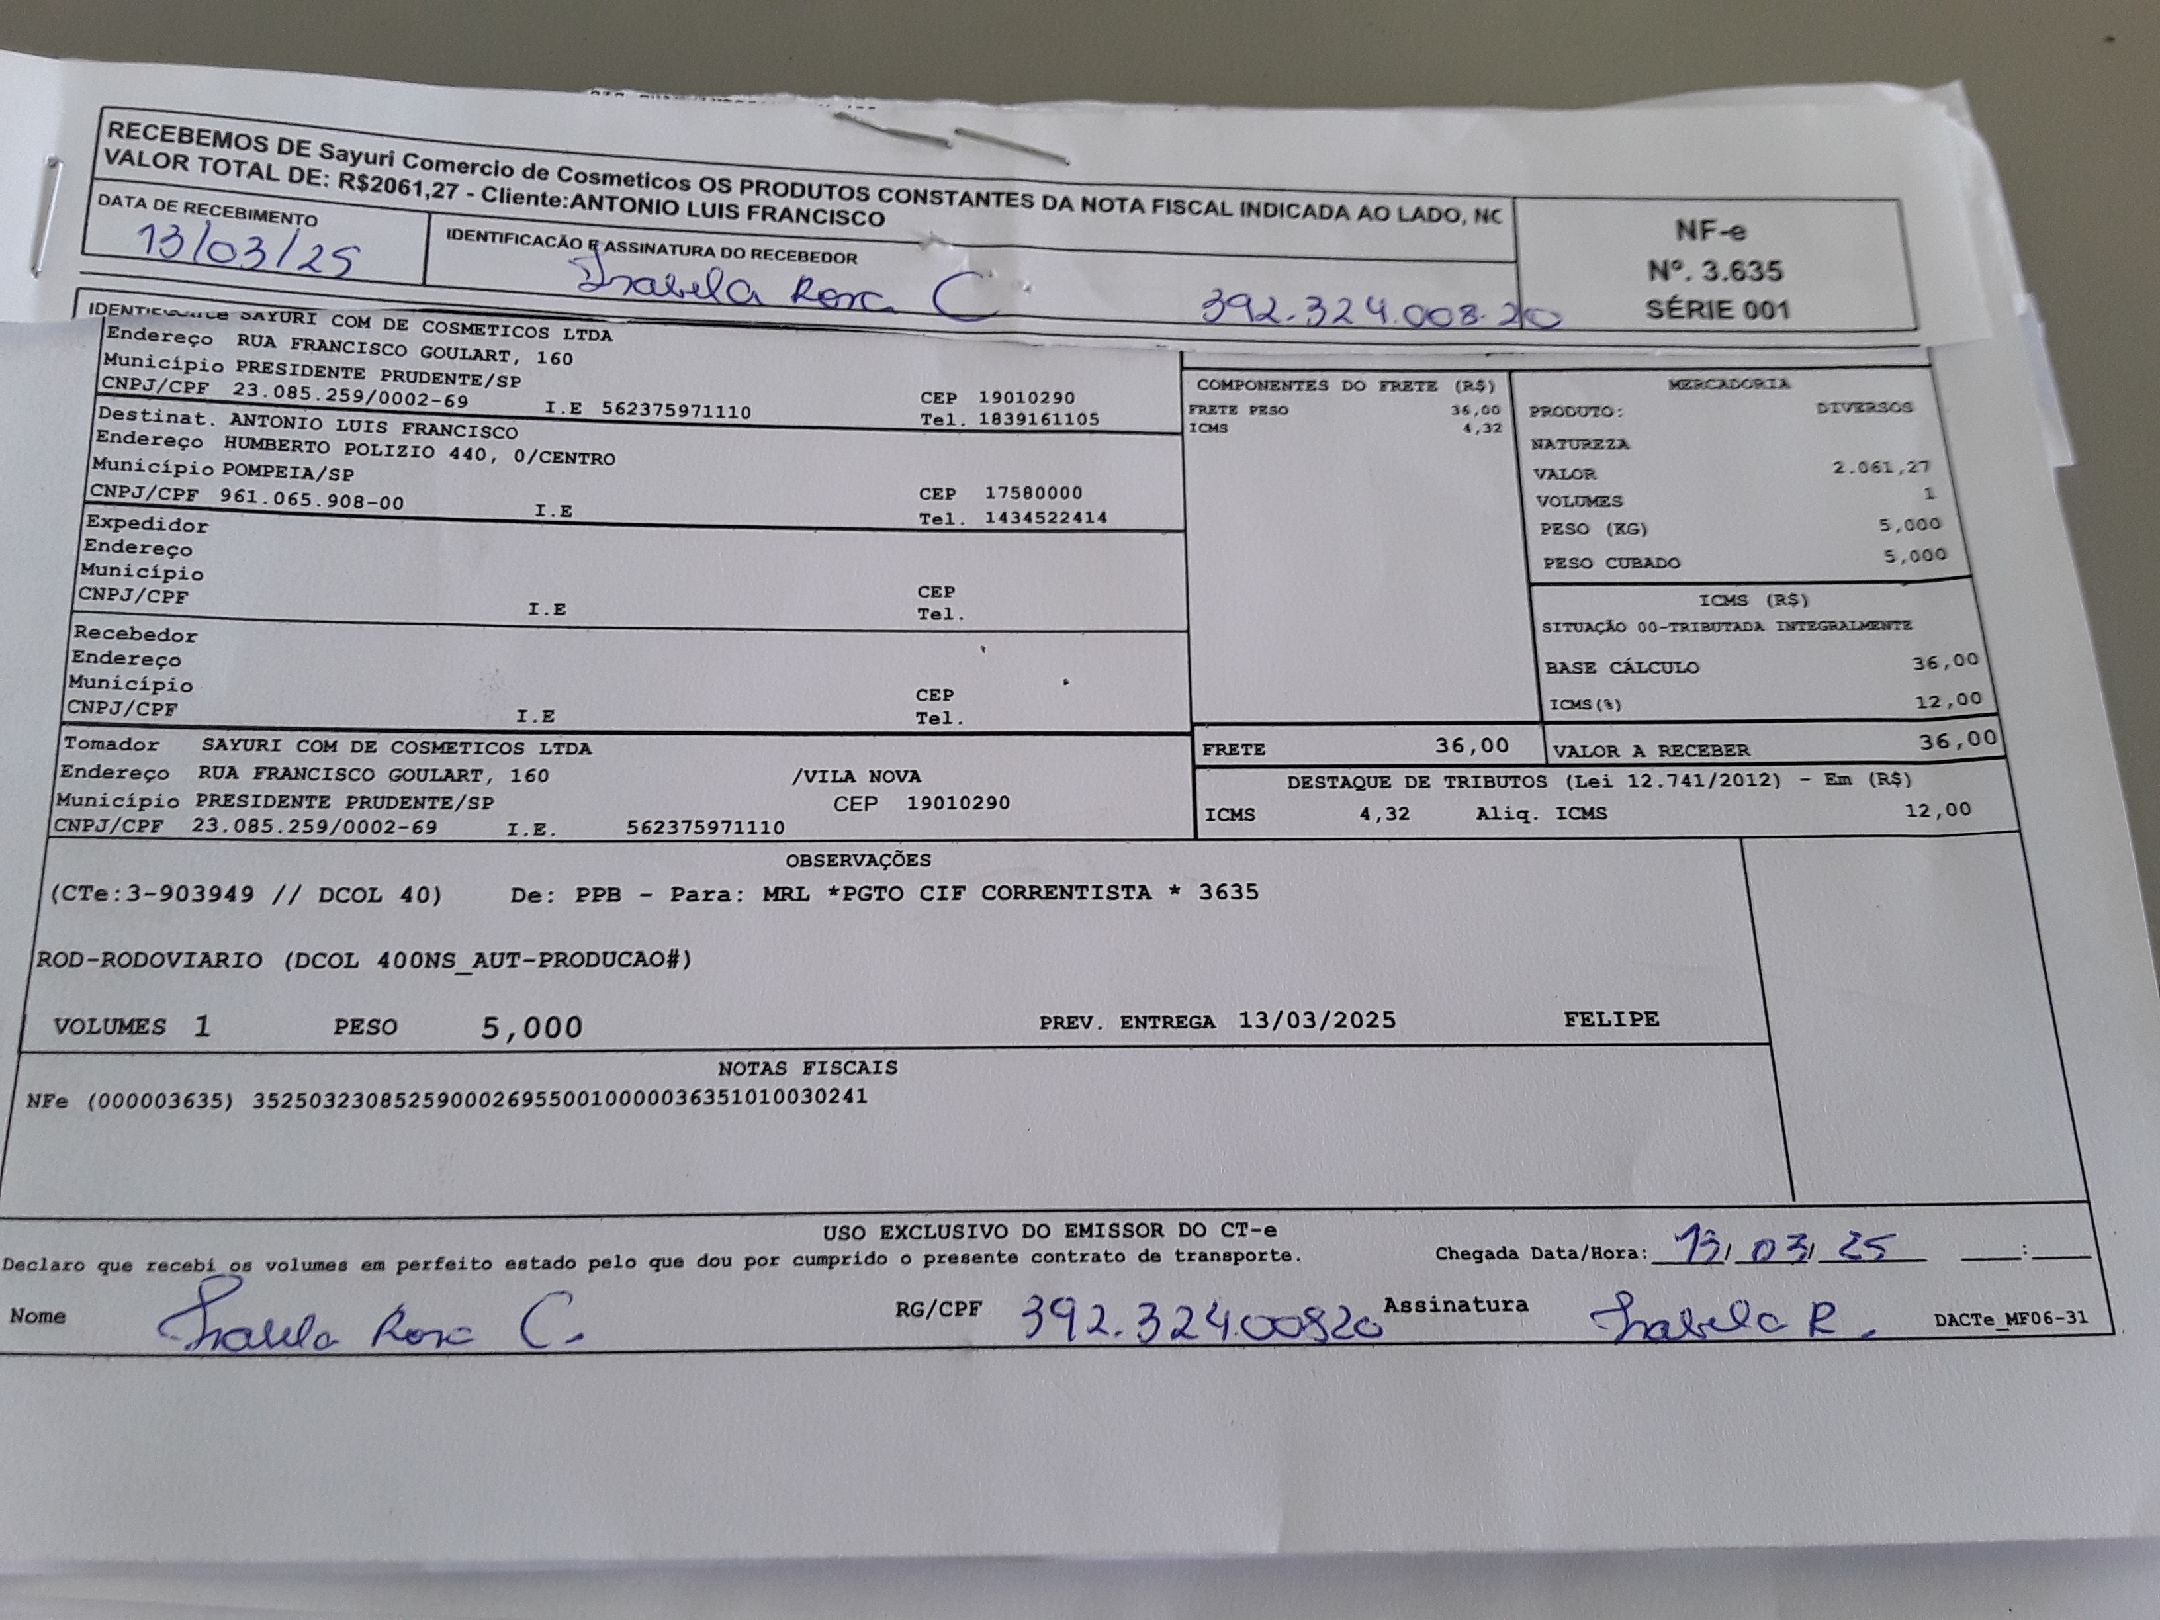 RECEBEMOS DE Sayuri Comercio de Cosmeticos OS PRODUTOS CONSTANTES DA NOTA FISCAL INDICADA AO LADO, NO
VALOR TOTAL DE: R$2061,27 - Cliente:ANTONIO LUIS FRANCISCO
DATA DE RECEBIMENTO
13/03/25
IDENTIFICACÃO E ASSINATURA DO RECEBEDOR
Isabela Rosa C
392.324.008.20
NF-e
Nº. 3.635
SÉRIE 001
SAYURI COM DE COSMETICOS LTDA
Endereço RUA FRANCISCO GOULART, 160
Município PRESIDENTE PRUDENTE/SP CEP 19010290
CNPJ/CPF 23.085.259/0002-69 I.E 562375971110 Tel. 1839161105
Destinat. ANTONIO LUIS FRANCISCO
Endereço HUMBERTO POLIZIO 440, 0/CENTRO
Município POMPEIA/SP CEP 17580000
CNPJ/CPF 961.065.908-00 I.E Tel. 1434522414
Expedidor
Endereço
Município CEP
CNPJ/CPF I.E Tel.
Recebedor
Endereço
Município CEP
CNPJ/CPF I.E Tel.
Tomador SAYURI COM DE COSMETICOS LTDA
Endereço RUA FRANCISCO GOULART, 160 /VILA NOVA
Município PRESIDENTE PRUDENTE/SP CEP 19010290
CNPJ/CPF 23.085.259/0002-69 I.E. 562375971110
COMPONENTES DO FRETE (R$)
FRETE PESO 36,00
ICMS 4,32
MERCADORIA
PRODUTO: DIVERSOS
NATUREZA
VALOR 2.061,27
VOLUMES 1
PESO (KG) 5,000
PESO CUBADO 5,000
ICMS (R$)
SITUAÇÃO 00-TRIBUTADA INTEGRALMENTE
BASE CÁLCULO 36,00
ICMS(%) 12,00
FRETE 36,00 VALOR A RECEBER 36,00
DESTAQUE DE TRIBUTOS (Lei 12.741/2012) - Em (R$)
ICMS 4,32 Aliq. ICMS 12,00
OBSERVAÇÕES
(CTe:3-903949 // DCOL 40) De: PPB - Para: MRL *PGTO CIF CORRENTISTA * 3635
ROD-RODOVIARIO (DCOL 400NS_AUT-PRODUCAO#)
VOLUMES 1 PESO 5,000 PREV. ENTREGA 13/03/2025 FELIPE
NOTAS FISCAIS
NFe (000003635) 35250323085259000269550010000036351010030241
USO EXCLUSIVO DO EMISSOR DO CT-e
Declaro que recebi os volumes em perfeito estado pelo que dou por cumprido o presente contrato de transporte. Chegada Data/Hora: 13/03/25 __:__
Nome Isabela Rosa C. RG/CPF 392.324.00820 Assinatura Isabela R. DACTe_MF06-31